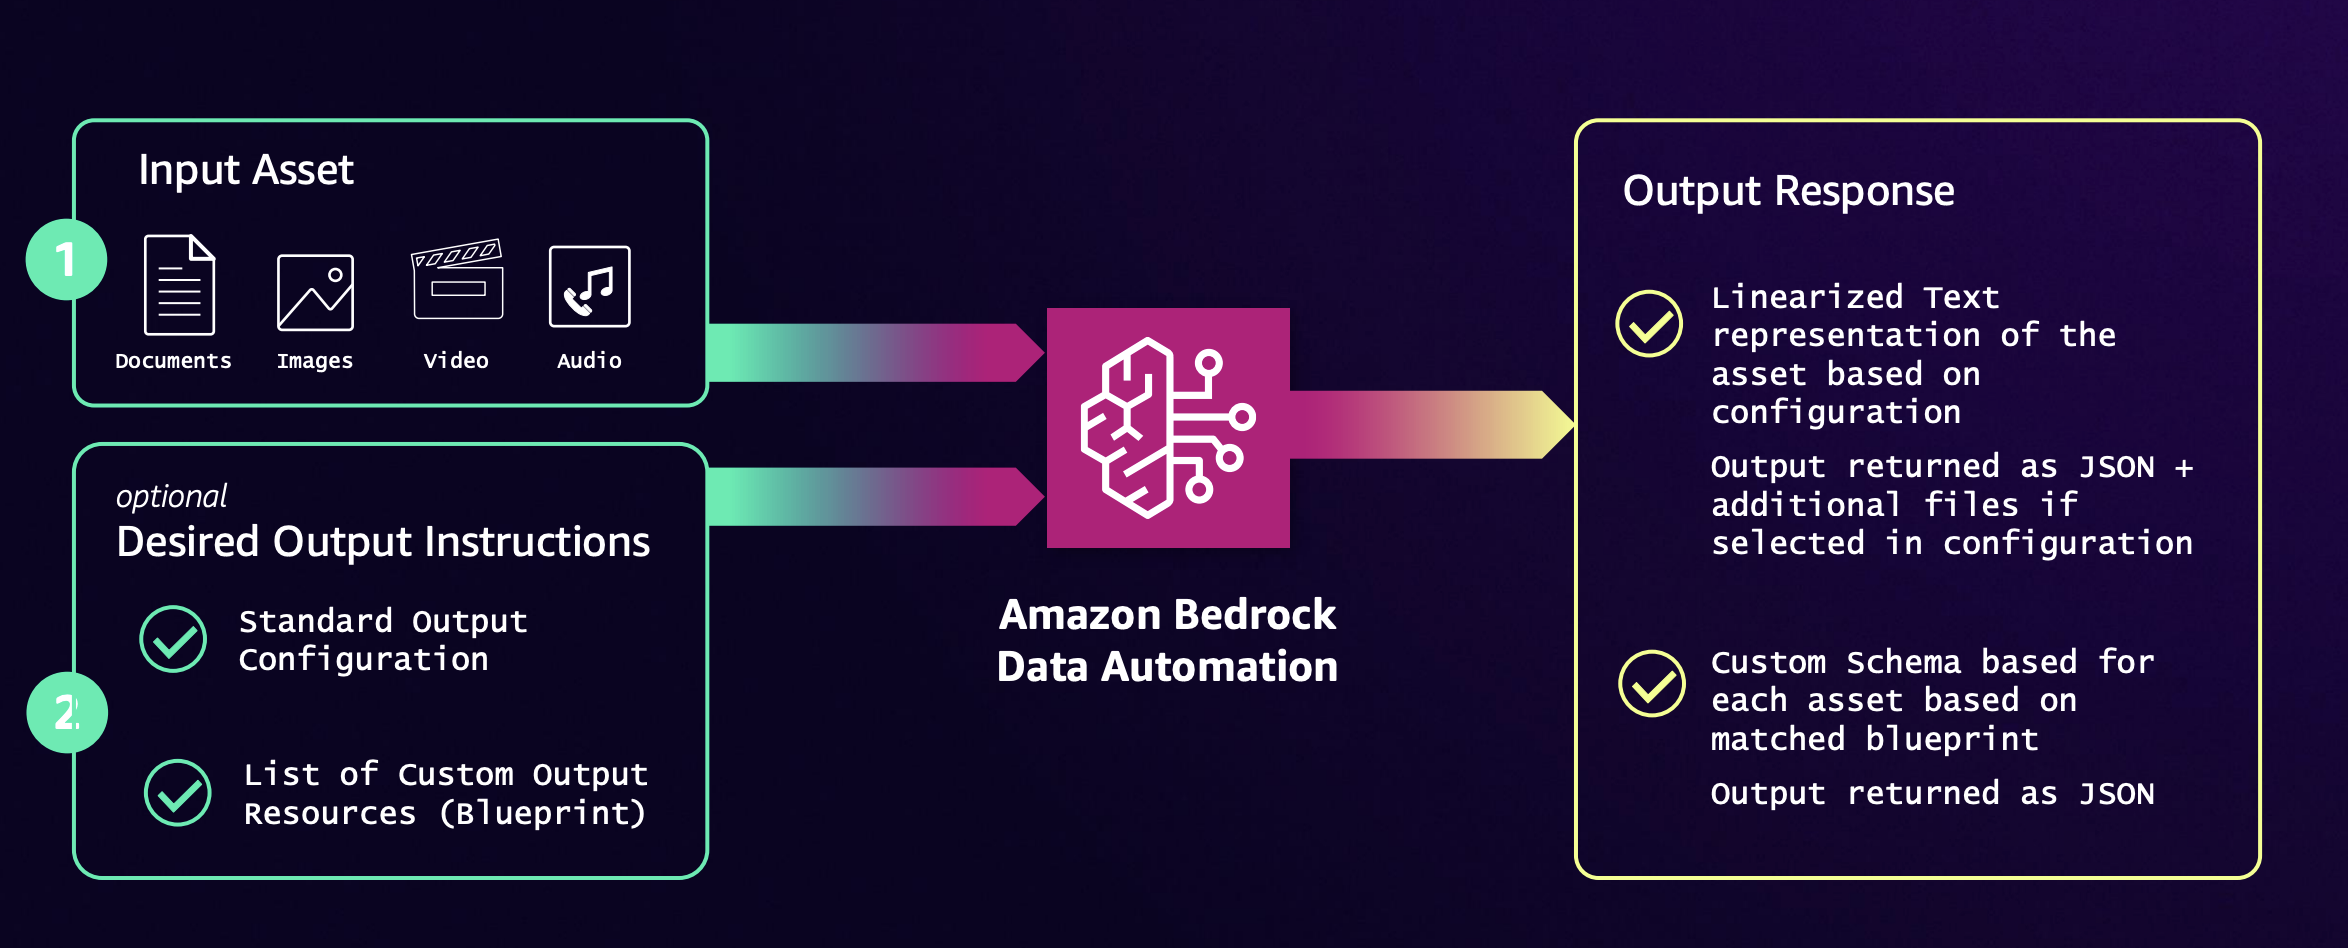 Input Asset
1
Documents
Images
Video
Audio
optional
Desired Output Instructions
2
Standard Output
Configuration
List of Custom Output
Resources (Blueprint)
Amazon Bedrock
Data Automation
Output Response
Linearized Text
representation of the
asset based on
configuration
Output returned as JSON +
additional files if
selected in configuration
Custom Schema based for
each asset based on
matched blueprint
Output returned as JSON